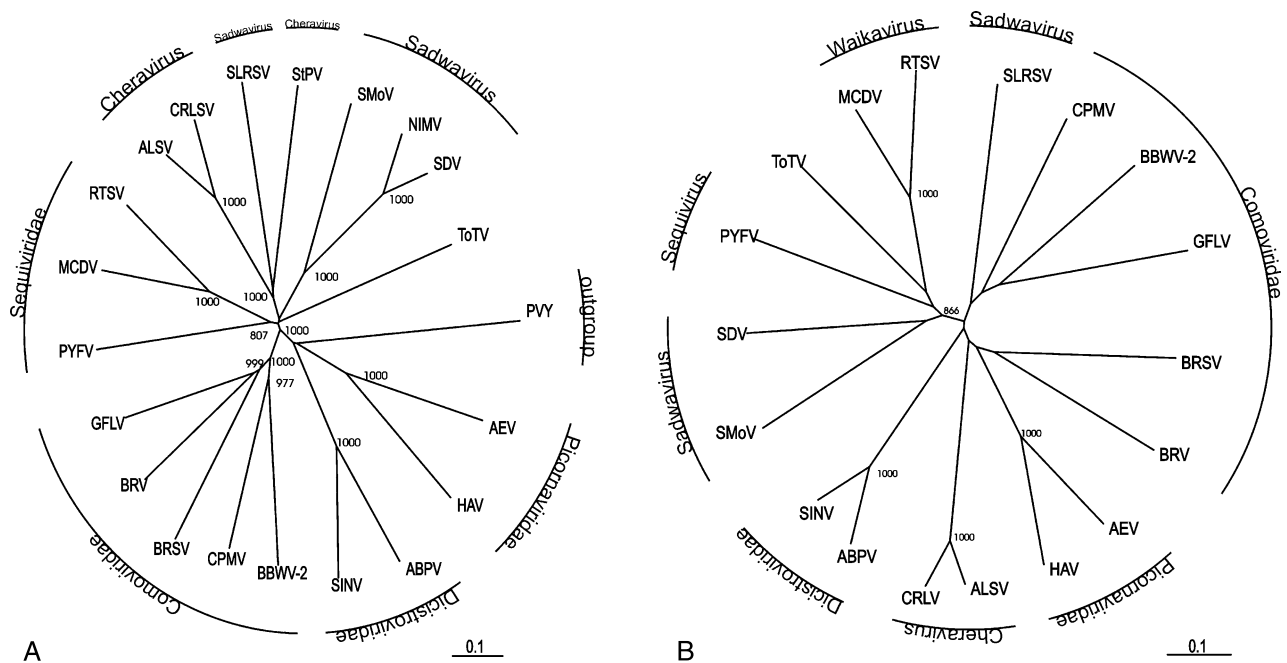 Sadwavirus
Cheravirus
Sadwavirus
Cheravirus
SLRSV
StPV
SMoV
CRLSV
NIMV
ALSV
SDV
1000
1000
RTSV
Sequiviridae
ToTV
MCDV
1000
1000
1000
outgroup
PVY
807
1000
PYFV
999
1000
977
1000
GFLV
AEV
1000
Picornaviridae
BRV
HAV
BRSV
CPMV
BBWV-2
SINV
ABPV
Comoviridae
Dicistroviridae
A
0.1
Waikavirus
Sadwavirus
RTSV
SLRSV
MCDV
CPMV
ToTV
BBWV-2
1000
Comoviridae
Sequivirus
PYFV
GFLV
866
SDV
BRSV
Sadwavirus
SMoV
1000
BRV
1000
SINV
ABPV
AEV
1000
HAV
CRLV
ALSV
Dicistroviridae
Cheravirus
Picornaviridae
B
0.1